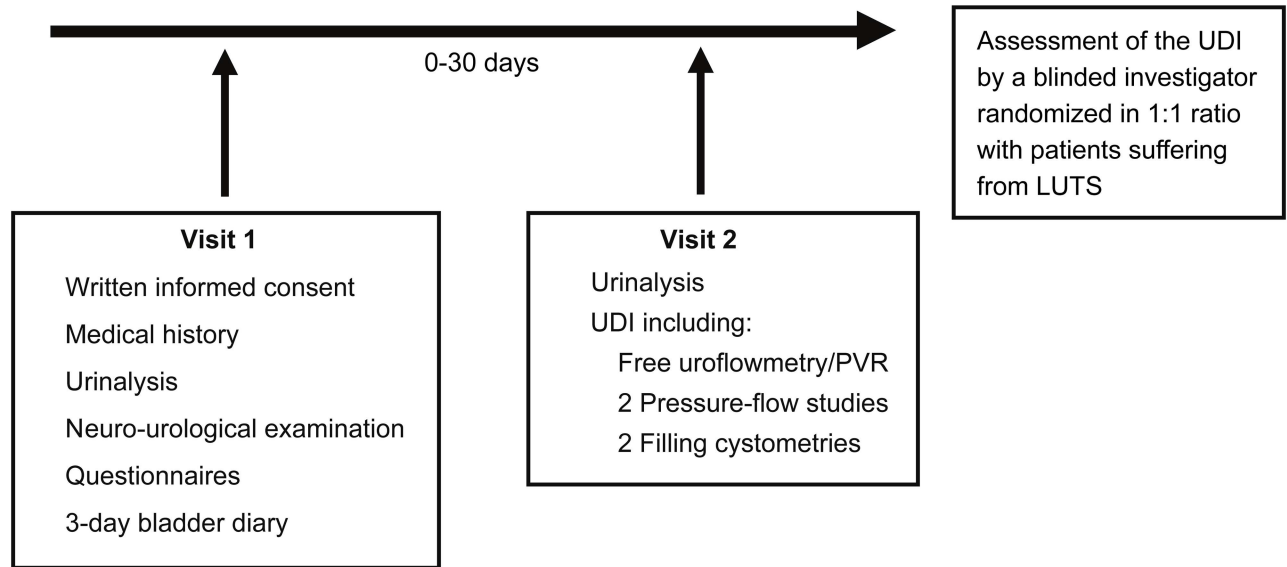 0-30 days
Assessment of the UDI
by a blinded investigator
randomized in 1:1 ratio
with patients suffering
from LUTS
Visit 1
Written informed consent
Medical history
Urinalysis
Neuro-urological examination
Questionnaires
3-day bladder diary
Visit 2
Urinalysis
UDI including:
Free uroflowmetry/PVR
2 Pressure-flow studies
2 Filling cystometries